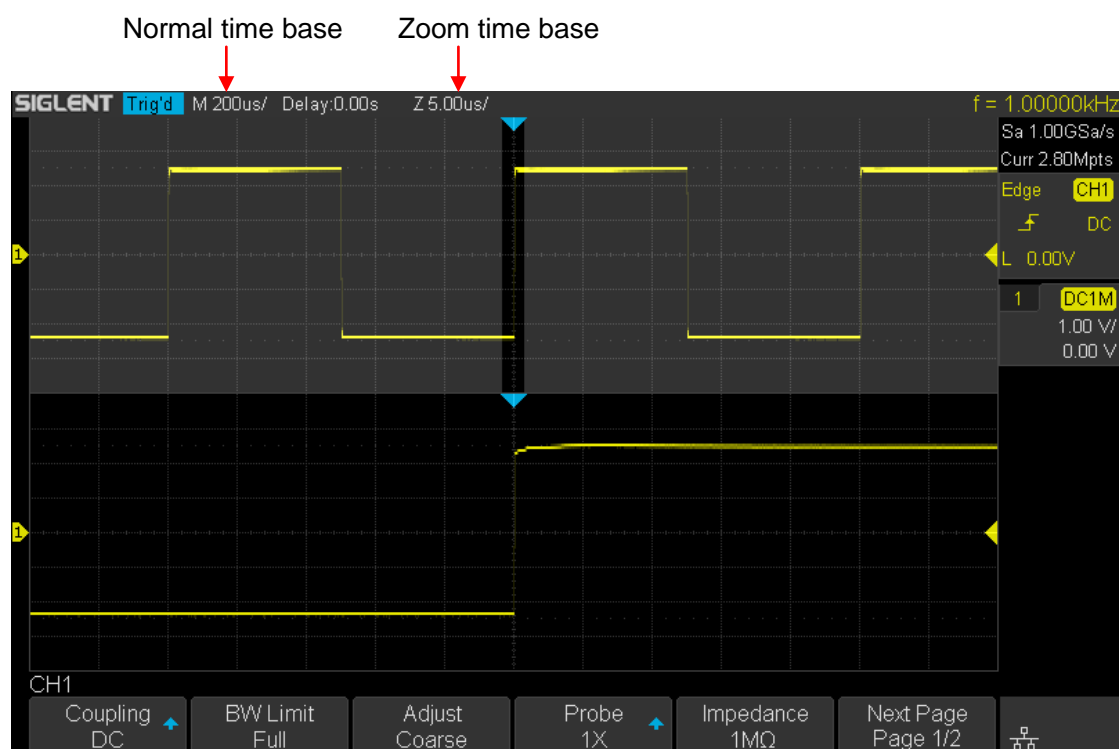 Normal time base Zoom time base
SIGLENT Trig'd M 200us/ Delay:0.00s Z 5.00us/ f = 1.00000kHz
Sa 1.00GSa/s
Curr 2.80Mpts
Edge CH1
DC
L 0.00V
1 DC1M
1.00 V/
0.00 V
1
1
CH1
Coupling BW Limit Adjust Probe Impedance Next Page
DC Full Coarse 1X 1MΩ Page 1/2